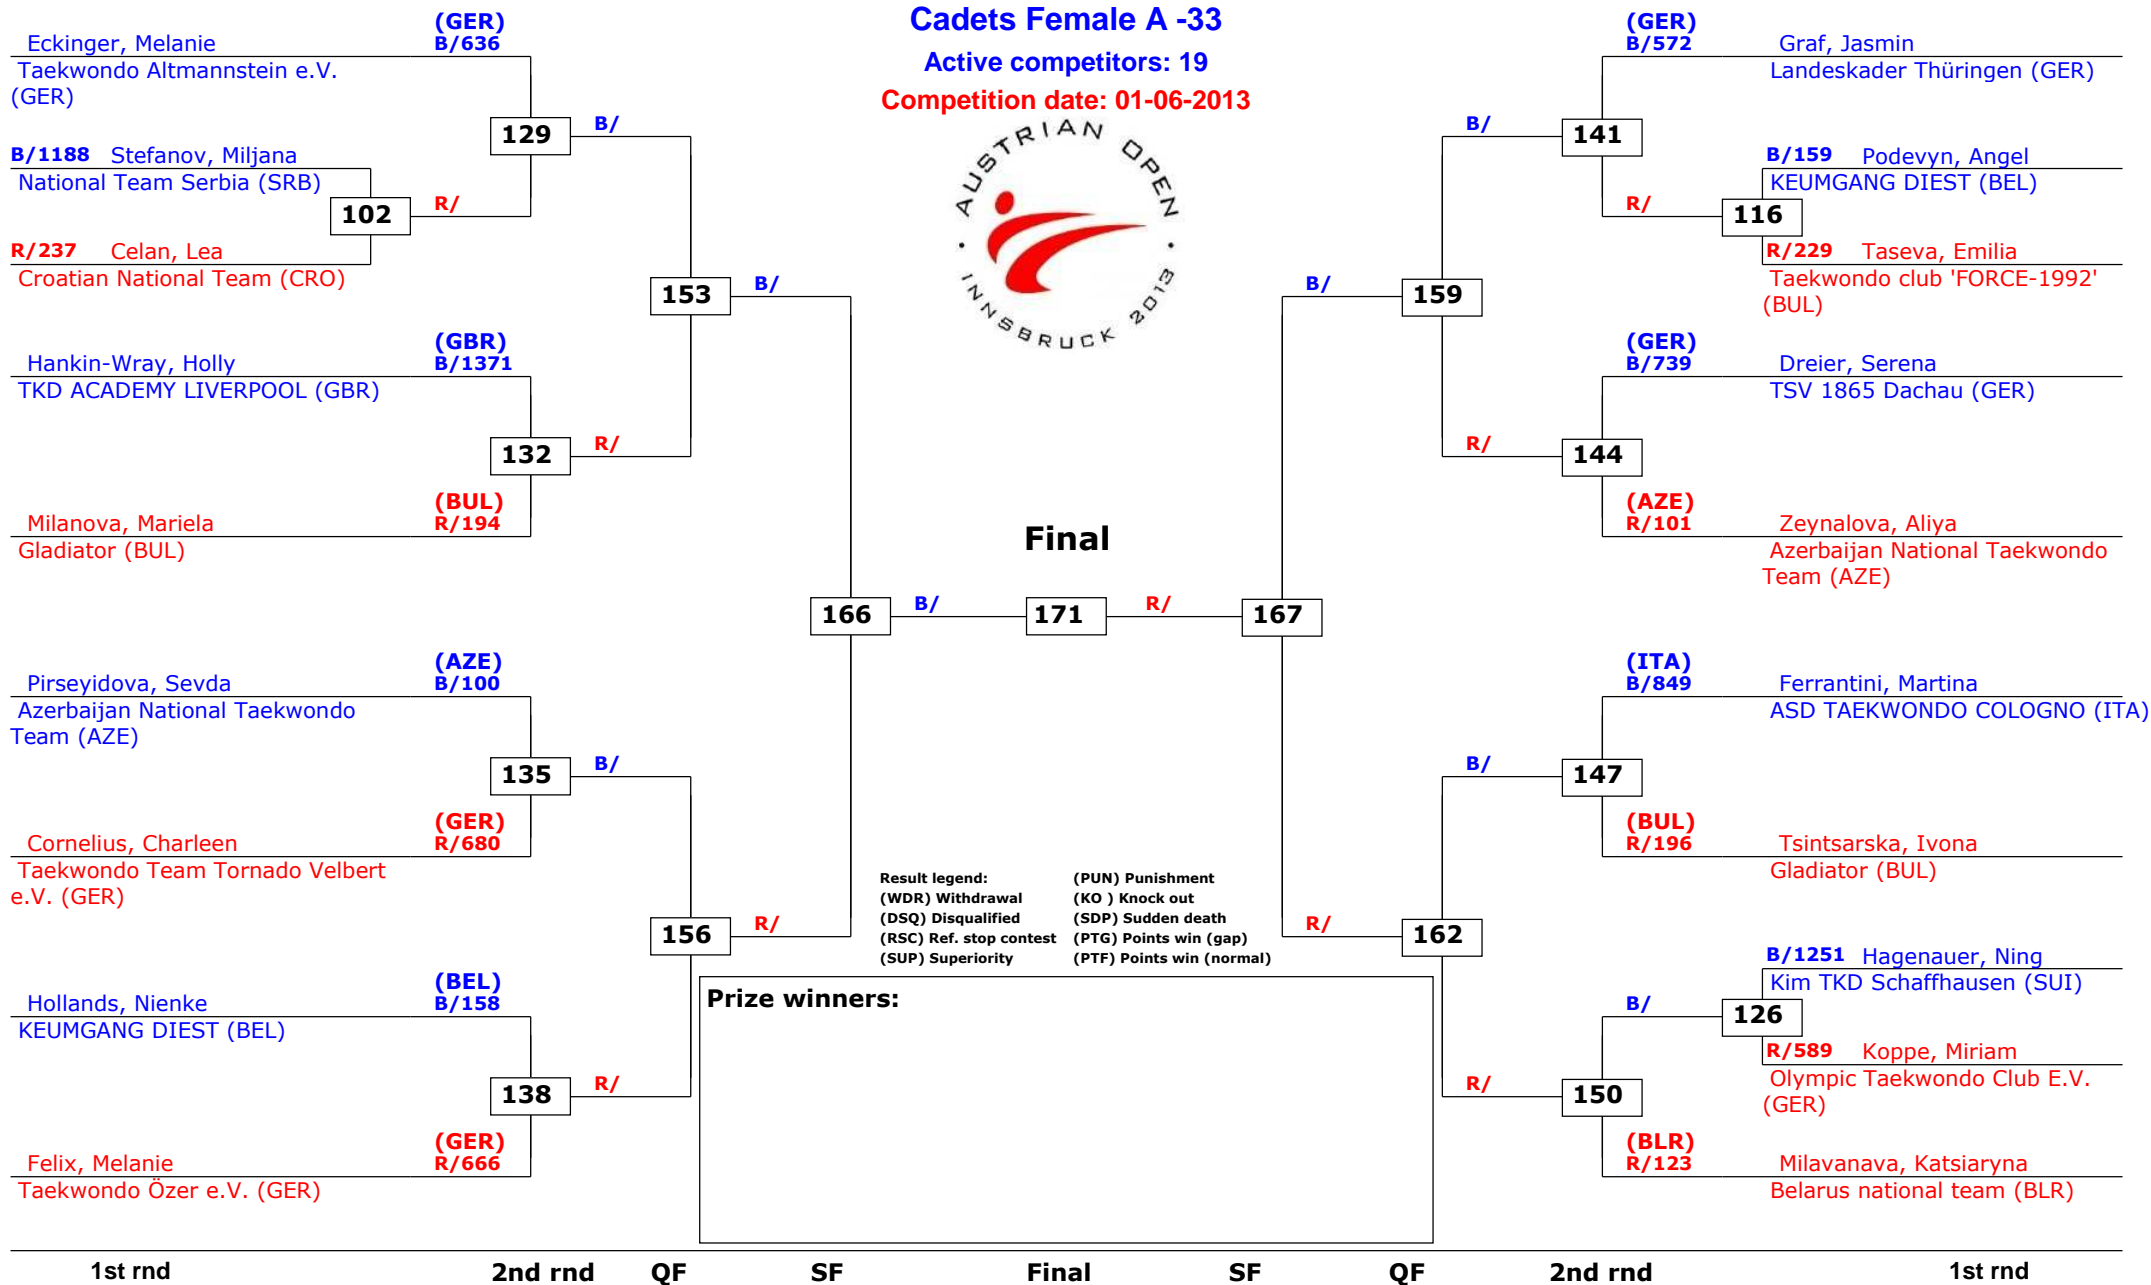 Cadets Female A -33
Active competitors: 19
Competition date: 01-06-2013
AUSTRIAN OPEN
· INNSBRUCK 2013 ·
(GER)
Eckinger, Melanie B/636
Taekwondo Altmannstein e.V.
(GER)
129
B/
B/1188 Stefanov, Miljana
National Team Serbia (SRB)
102
R/
R/237 Celan, Lea
Croatian National Team (CRO)
153
B/
(GBR)
Hankin-Wray, Holly B/1371
TKD ACADEMY LIVERPOOL (GBR)
132
R/
(BUL)
Milanova, Mariela R/194
Gladiator (BUL)
166
B/
(AZE)
Pirseyidova, Sevda B/100
Azerbaijan National Taekwondo
Team (AZE)
135
B/
(GER)
Cornelius, Charleen R/680
Taekwondo Team Tornado Velbert
e.V. (GER)
156
R/
(BEL)
Hollands, Nienke B/158
KEUMGANG DIEST (BEL)
138
R/
(GER)
Felix, Melanie R/666
Taekwondo Özer e.V. (GER)
Final
171
R/
167
(GER)
B/572 Graf, Jasmin
Landeskader Thüringen (GER)
B/
141
B/159 Podevyn, Angel
KEUMGANG DIEST (BEL)
R/
116
R/229 Taseva, Emilia
Taekwondo club 'FORCE-1992'
(BUL)
B/
159
(GER)
B/739 Dreier, Serena
TSV 1865 Dachau (GER)
R/
144
(AZE)
R/101 Zeynalova, Aliya
Azerbaijan National Taekwondo
Team (AZE)
(ITA)
B/849 Ferrantini, Martina
ASD TAEKWONDO COLOGNO (ITA)
B/
147
(BUL)
R/196 Tsintsarska, Ivona
Gladiator (BUL)
R/
162
B/1251 Hagenauer, Ning
Kim TKD Schaffhausen (SUI)
B/
126
R/589 Koppe, Miriam
Olympic Taekwondo Club E.V.
(GER)
R/
150
(BLR)
R/123 Milavanava, Katsiaryna
Belarus national team (BLR)
Result legend: (PUN) Punishment
(WDR) Withdrawal (KO ) Knock out
(DSQ) Disqualified (SDP) Sudden death
(RSC) Ref. stop contest (PTG) Points win (gap)
(SUP) Superiority (PTF) Points win (normal)
Prize winners:
1st rnd 2nd rnd QF SF Final SF QF 2nd rnd 1st rnd